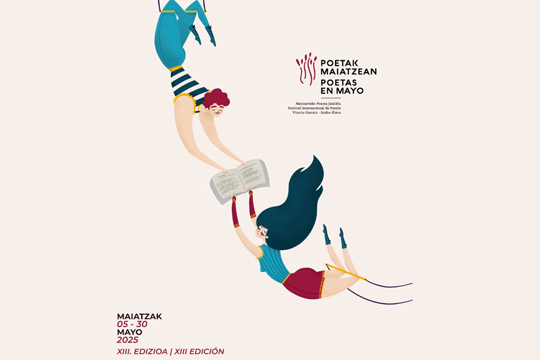 POETAK
MAIATZEAN
POETAS
EN MAYO
Nazioarteko Poesia Jaialdia
Festival Internacional de Poesía
Vitoria-Gasteiz - Araba-Álava
MAIATZAK
05 - 30
MAYO
2025
XIII. EDIZIOA | XIII EDICIÓN